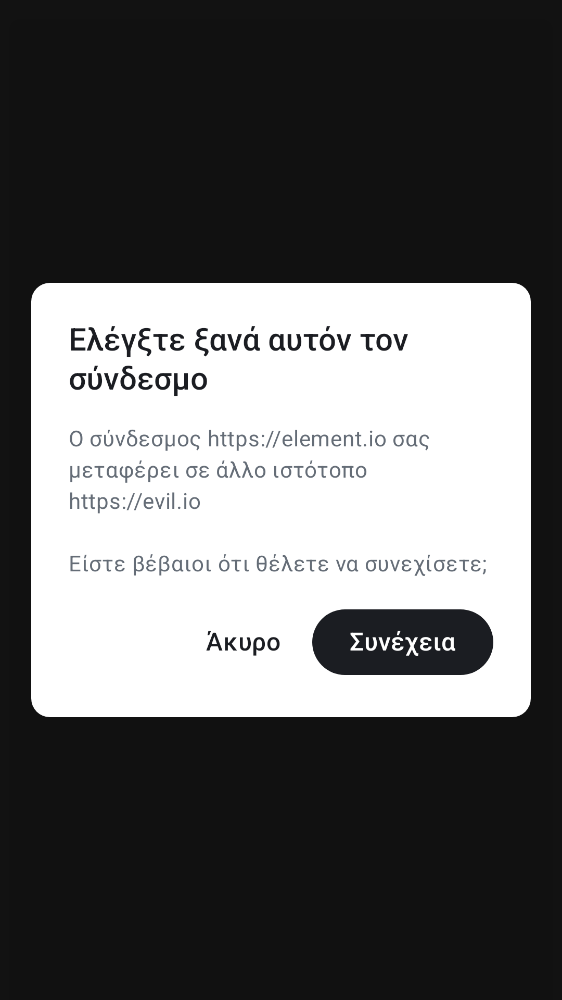 Ελέγξτε ξανά αυτόν τον
σύνδεσμο
Ο σύνδεσμος https://element.io σας
μεταφέρει σε άλλο ιστότοπο
https://evil.io
Είστε βέβαιοι ότι θέλετε να συνεχίσετε;
Άκυρο
Συνέχεια